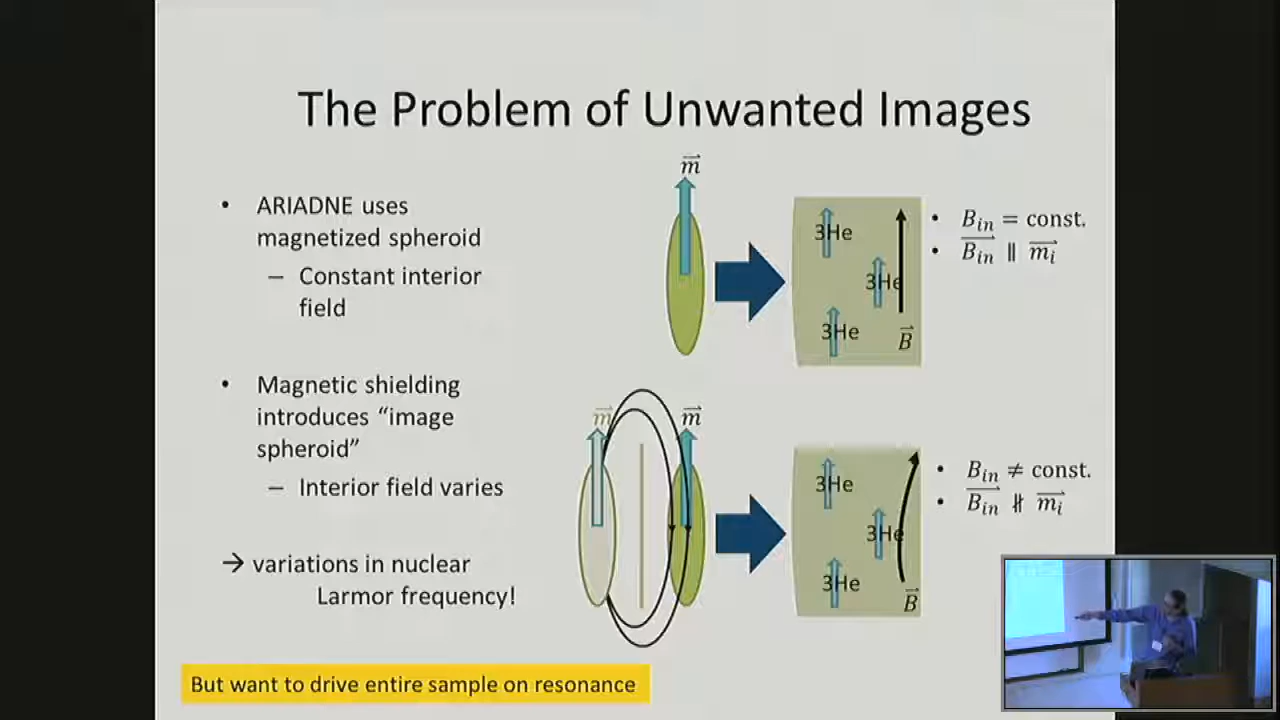 The Problem of Unwanted Images
• ARIADNE uses
magnetized spheroid
– Constant interior
field
• Magnetic shielding
introduces “image
spheroid”
– Interior field varies
→ variations in nuclear
Larmor frequency!
But want to drive entire sample on resonance
m⃗
3He
3He
3He
B⃗
• B_in = const.
• B_in⃗ ∥ m_i⃗
m⃗
m⃗
3He
3He
3He
B⃗
• B_in ≠ const.
• B_in⃗ ∦ m_i⃗